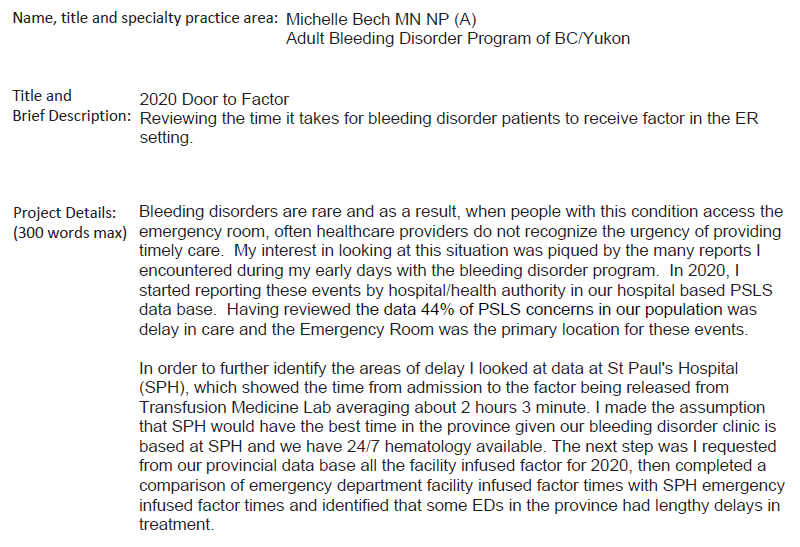 Name, title and specialty practice area: Michelle Bech MN NP (A)
Adult Bleeding Disorder Program of BC/Yukon
Title and
Brief Description: 2020 Door to Factor
Reviewing the time it takes for bleeding disorder patients to receive factor in the ER
setting.
Project Details:
(300 words max)
Bleeding disorders are rare and as a result, when people with this condition access the
emergency room, often healthcare providers do not recognize the urgency of providing
timely care.  My interest in looking at this situation was piqued by the many reports I
encountered during my early days with the bleeding disorder program.  In 2020, I
started reporting these events by hospital/health authority in our hospital based PSLS
data base.  Having reviewed the data 44% of PSLS concerns in our population was
delay in care and the Emergency Room was the primary location for these events.
In order to further identify the areas of delay I looked at data at St Paul's Hospital
(SPH), which showed the time from admission to the factor being released from
Transfusion Medicine Lab averaging about 2 hours 3 minute. I made the assumption
that SPH would have the best time in the province given our bleeding disorder clinic is
based at SPH and we have 24/7 hematology available. The next step was I requested
from our provincial data base all the facility infused factor for 2020, then completed a
comparison of emergency department facility infused factor times with SPH emergency
infused factor times and identified that some EDs in the province had lengthy delays in
treatment.